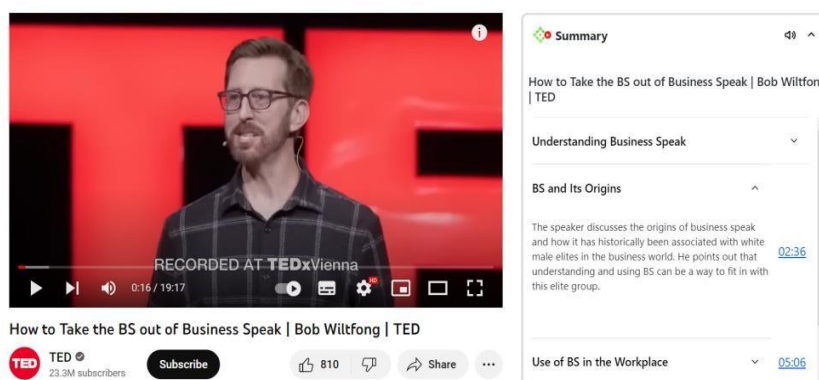 RECORDED AT TEDxVienna
0:16 / 19:17
HD
How to Take the BS out of Business Speak | Bob Wiltfong | TED
TED
TED
23.3M subscribers
Subscribe
810
Share
Summary
How to Take the BS out of Business Speak | Bob Wiltfon
| TED
Understanding Business Speak
BS and Its Origins
The speaker discusses the origins of business speak
and how it has historically been associated with white
male elites in the business world. He points out that
understanding and using BS can be a way to fit in with
this elite group.
02:36
Use of BS in the Workplace
05:06